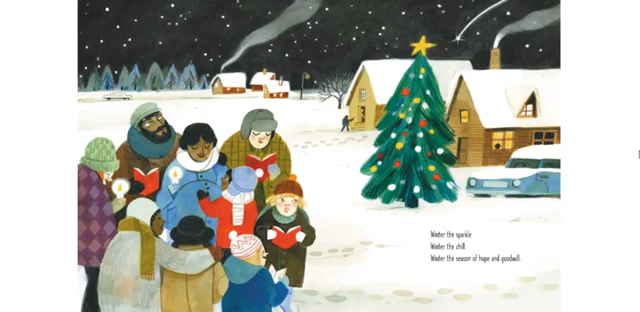 Winter the sparkle.
Winter the chill.
Winter the season of hope and goodwill.